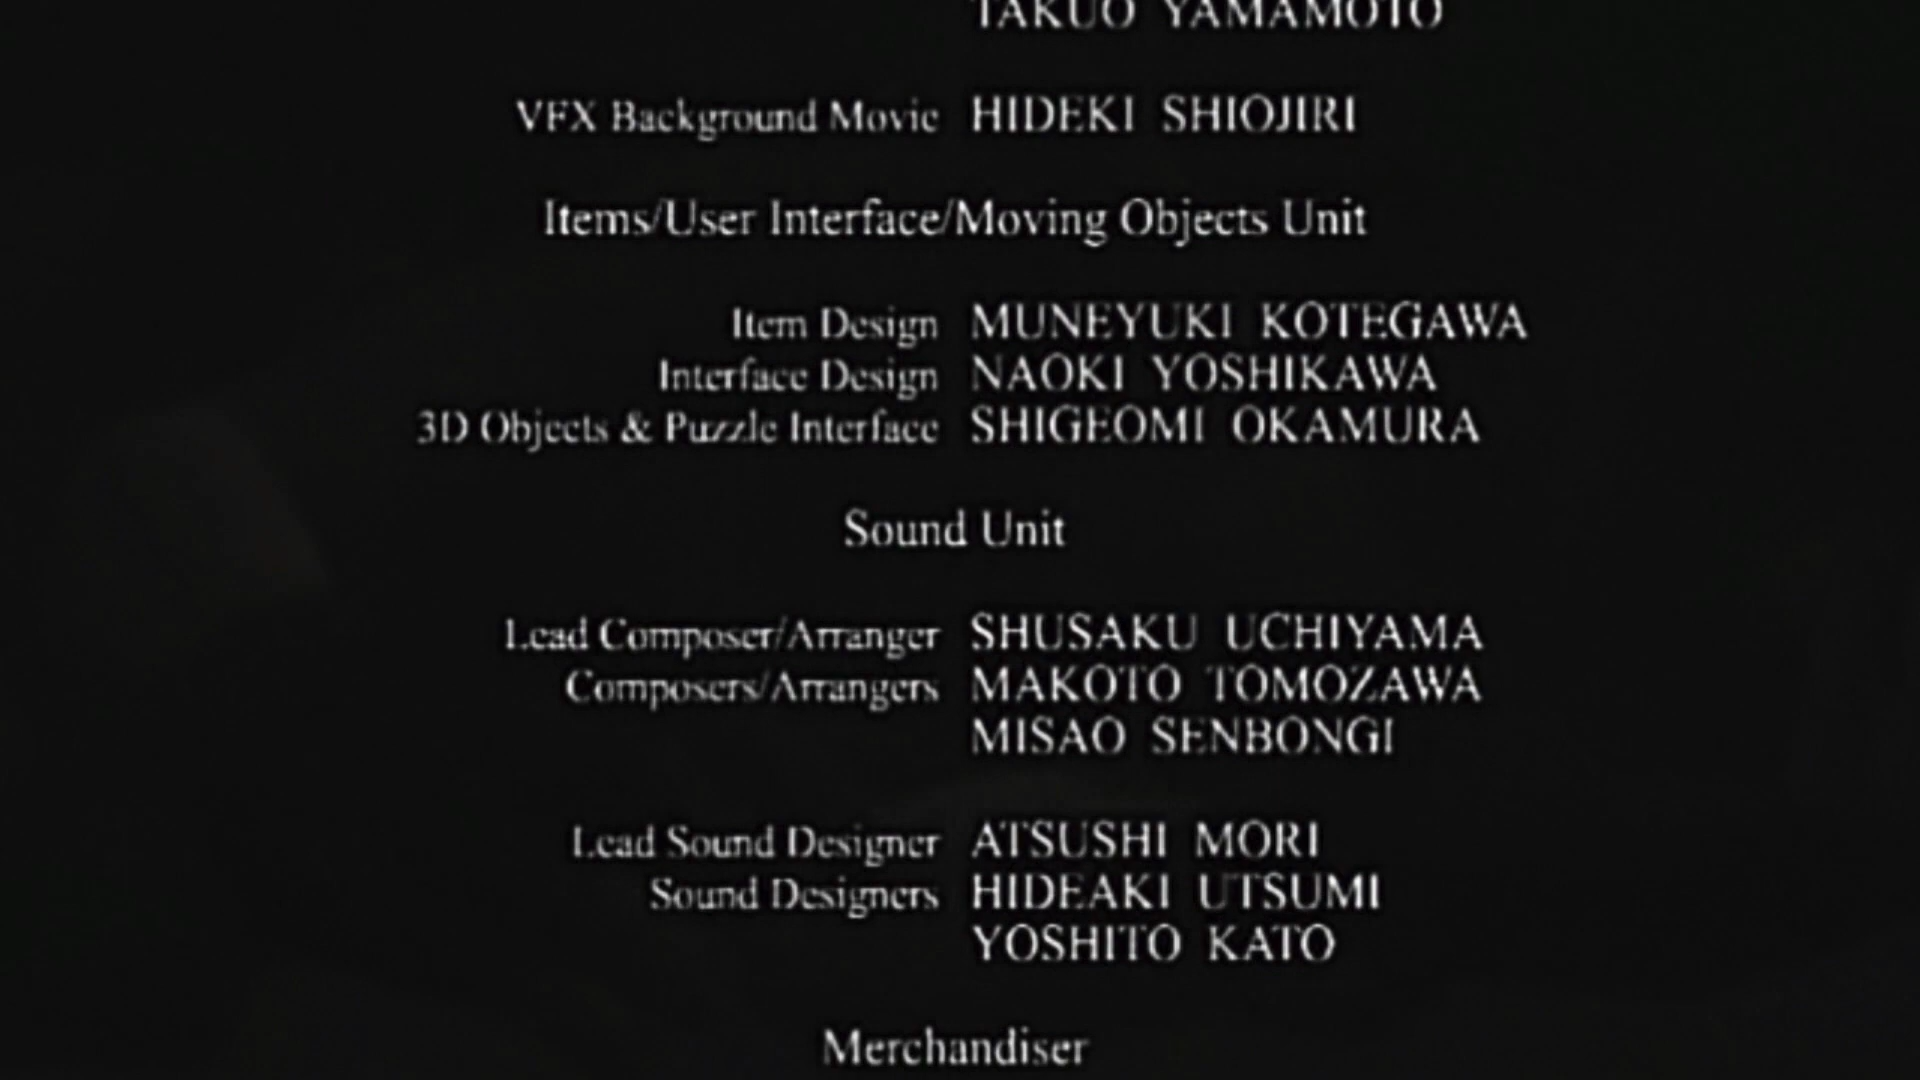 TAKUO YAMAMOTO
VFX Background Movie HIDEKI SHIOJIRI
Items/User Interface/Moving Objects Unit
Item Design MUNEYUKI KOTEGAWA
Interface Design NAOKI YOSHIKAWA
3D Objects & Puzzle Interface SHIGEOMI OKAMURA
Sound Unit
Lead Composer/Arranger SHUSAKU UCHIYAMA
Composers/Arrangers MAKOTO TOMOZAWA
MISAO SENBONGI
Lead Sound Designer ATSUSHI MORI
Sound Designers HIDEAKI UTSUMI
YOSHITO KATO
Merchandiser